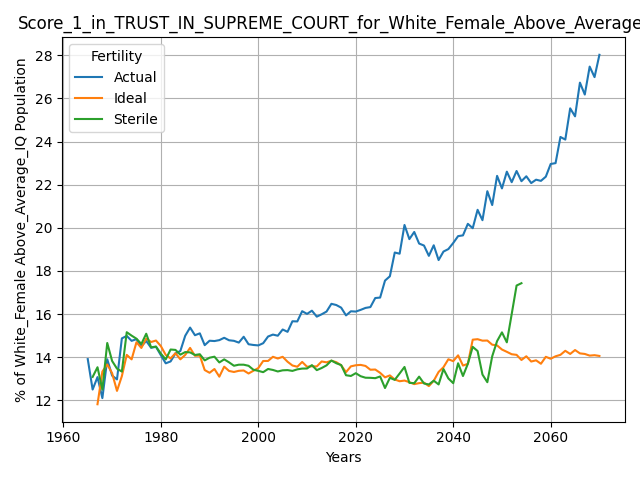 Score_1_in_TRUST_IN_SUPREME_COURT_for_White_Female_Above_Average
Fertility
Actual
Ideal
Sterile
% of White_Female Above_Average_IQ Population
28
26
24
22
20
18
16
14
12
1960 1980 2000 2020 2040 2060
Years